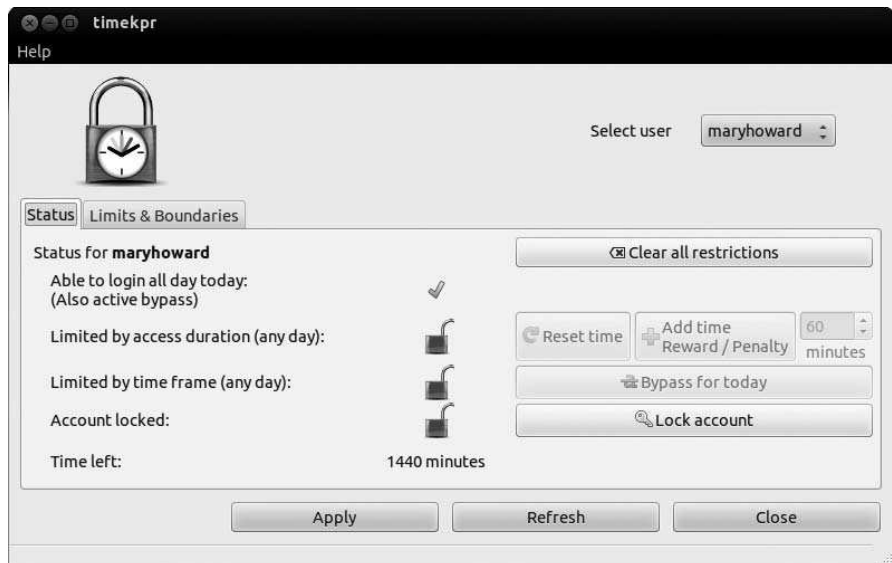 timekpr
Help
Select user
maryhoward
Status
Limits & Boundaries
Status for maryhoward
Clear all restrictions
Able to login all day today:
(Also active bypass)
Limited by access duration (any day):
Reset time
Add time
Reward / Penalty
60
minutes
Limited by time frame (any day):
Bypass for today
Account locked:
Lock account
Time left:
1440 minutes
Apply
Refresh
Close